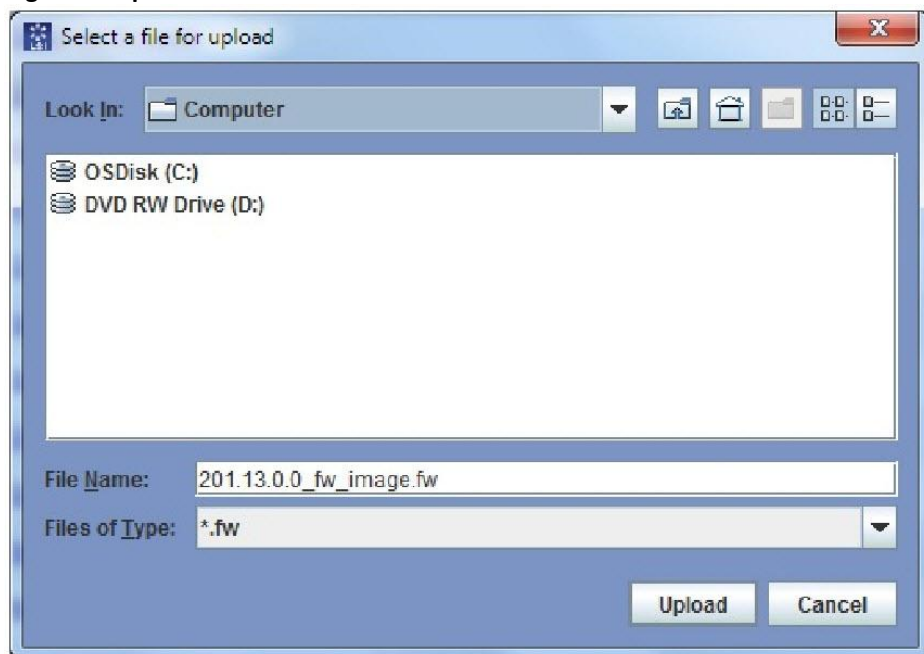 Select a file for upload
Look In: Computer
OSDisk (C:)
DVD RW Drive (D:)
File Name: 201.13.0.0_fw_image.fw
Files of Type: *.fw
Upload Cancel